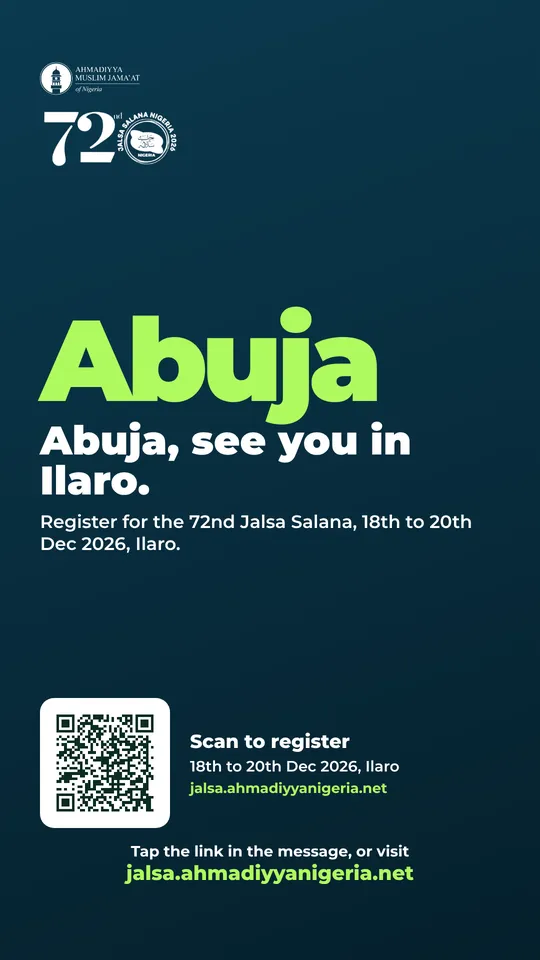 AHMADIYYA
MUSLIM JAMA'AT
of Nigeria
72nd
JALSA SALANA NIGERIA 2026
NIGERIA
Abuja
Abuja, see you in
Ilaro.
Register for the 72nd Jalsa Salana, 18th to 20th
Dec 2026, Ilaro.
Scan to register
18th to 20th Dec 2026, Ilaro
jalsa.ahmadiyyanigeria.net
Tap the link in the message, or visit
jalsa.ahmadiyyanigeria.net